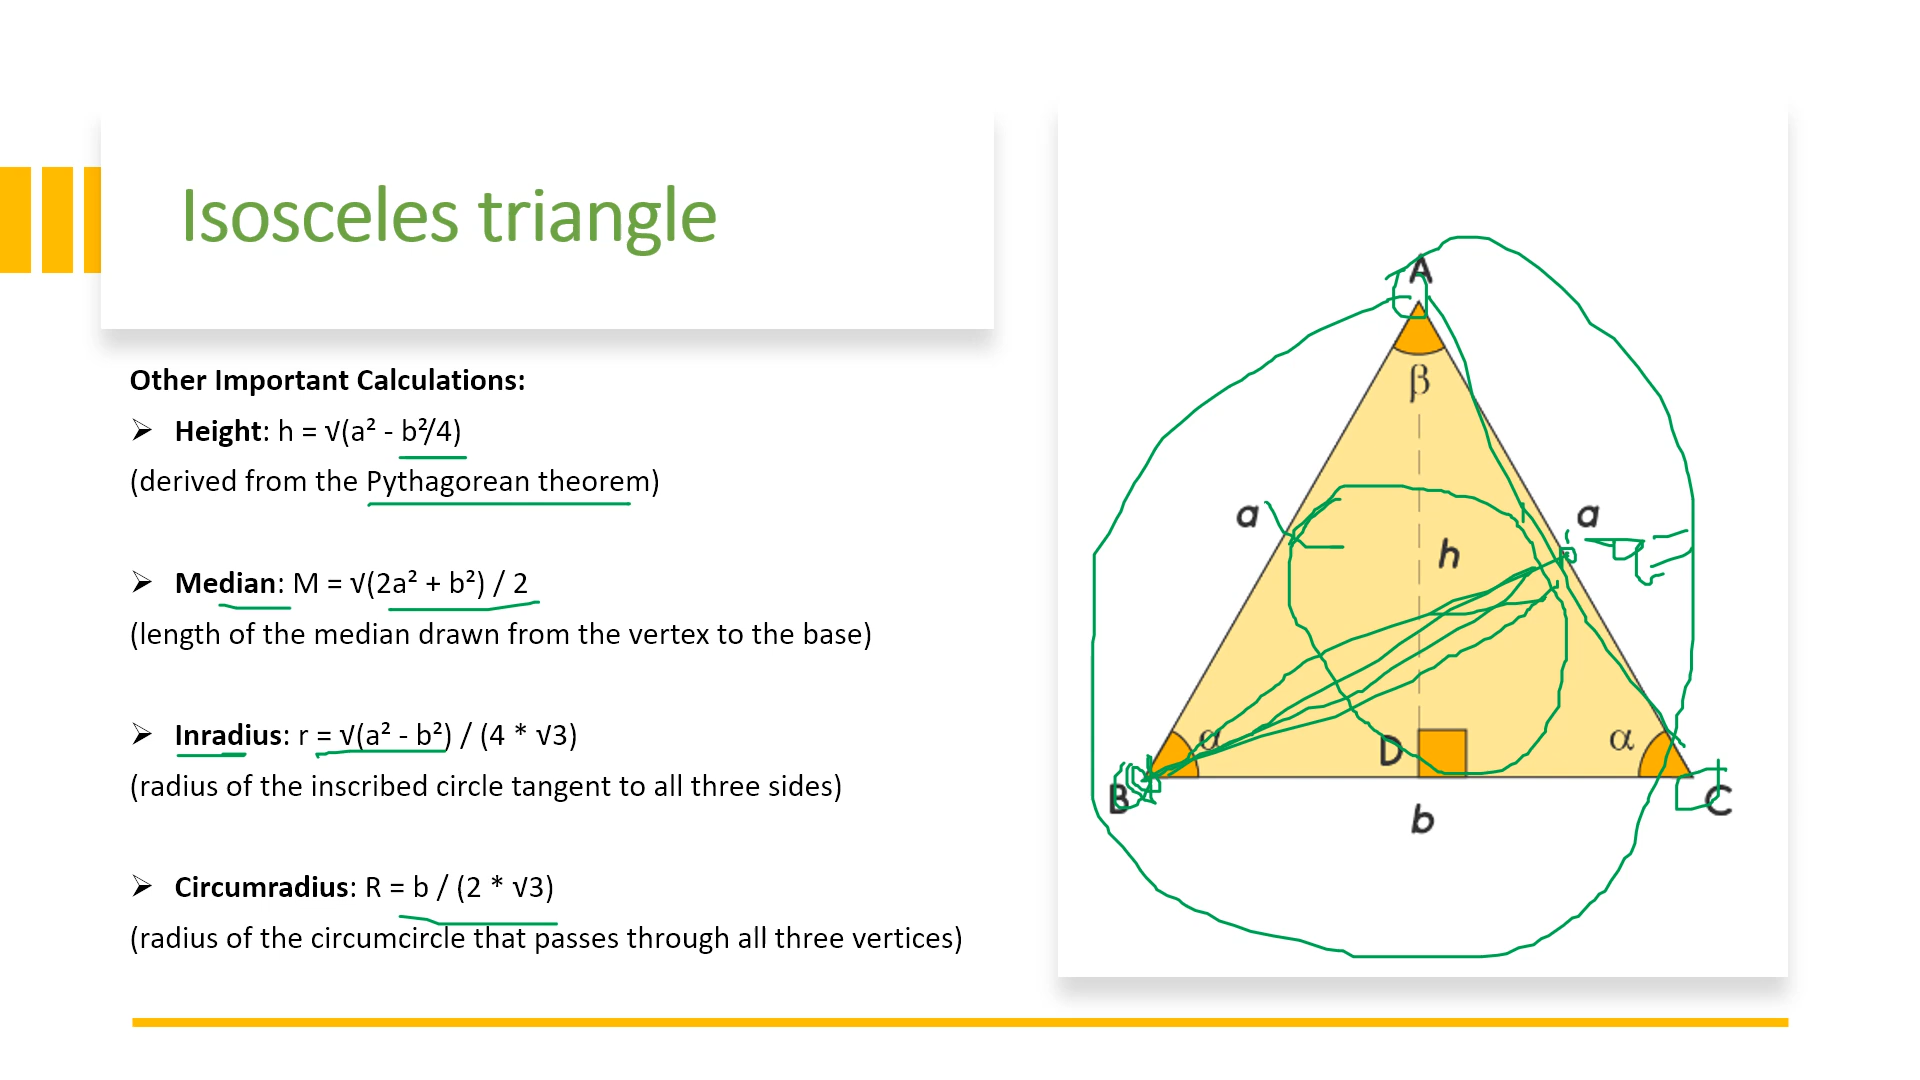 Isosceles triangle
Other Important Calculations:
➢ Height: h = √(a² - b²/4)
(derived from the Pythagorean theorem)
➢ Median: M = √(2a² + b²) / 2
(length of the median drawn from the vertex to the base)
➢ Inradius: r = √(a² - b²) / (4 * √3)
(radius of the inscribed circle tangent to all three sides)
➢ Circumradius: R = b / (2 * √3)
(radius of the circumcircle that passes through all three vertices)
A
β
a a
h
α D α
B C
b